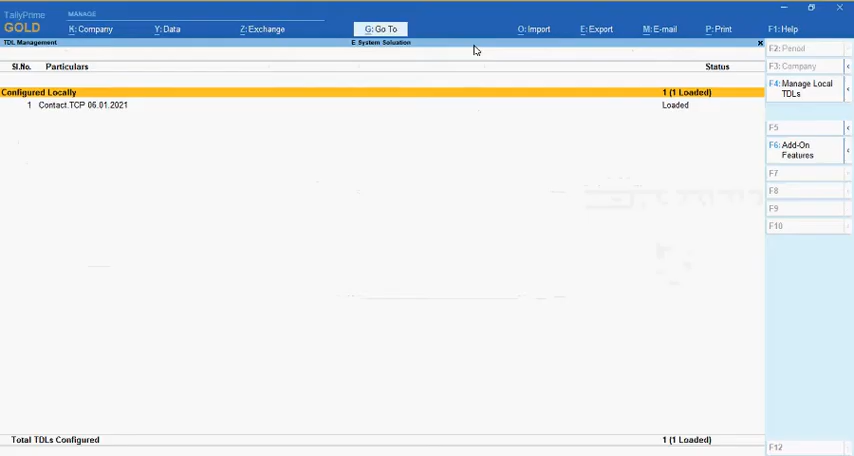 TallyPrime
MANAGE
GOLD
K: Company
Y: Data
Z: Exchange
G: Go To
O: Import
E: Export
M: E-mail
P: Print
F1: Help
TDL Management
E System Soluation
x
F2: Period
Sl.No.
Particulars
Status
F3: Company
F4: Manage Local
TDLs
Configured Locally
1 (1 Loaded)
1 Contact.TCP 06.01.2021
Loaded
F5
F6: Add-On
Features
F7
F8
F9
F10
Total TDLs Configured
1 (1 Loaded)
F12